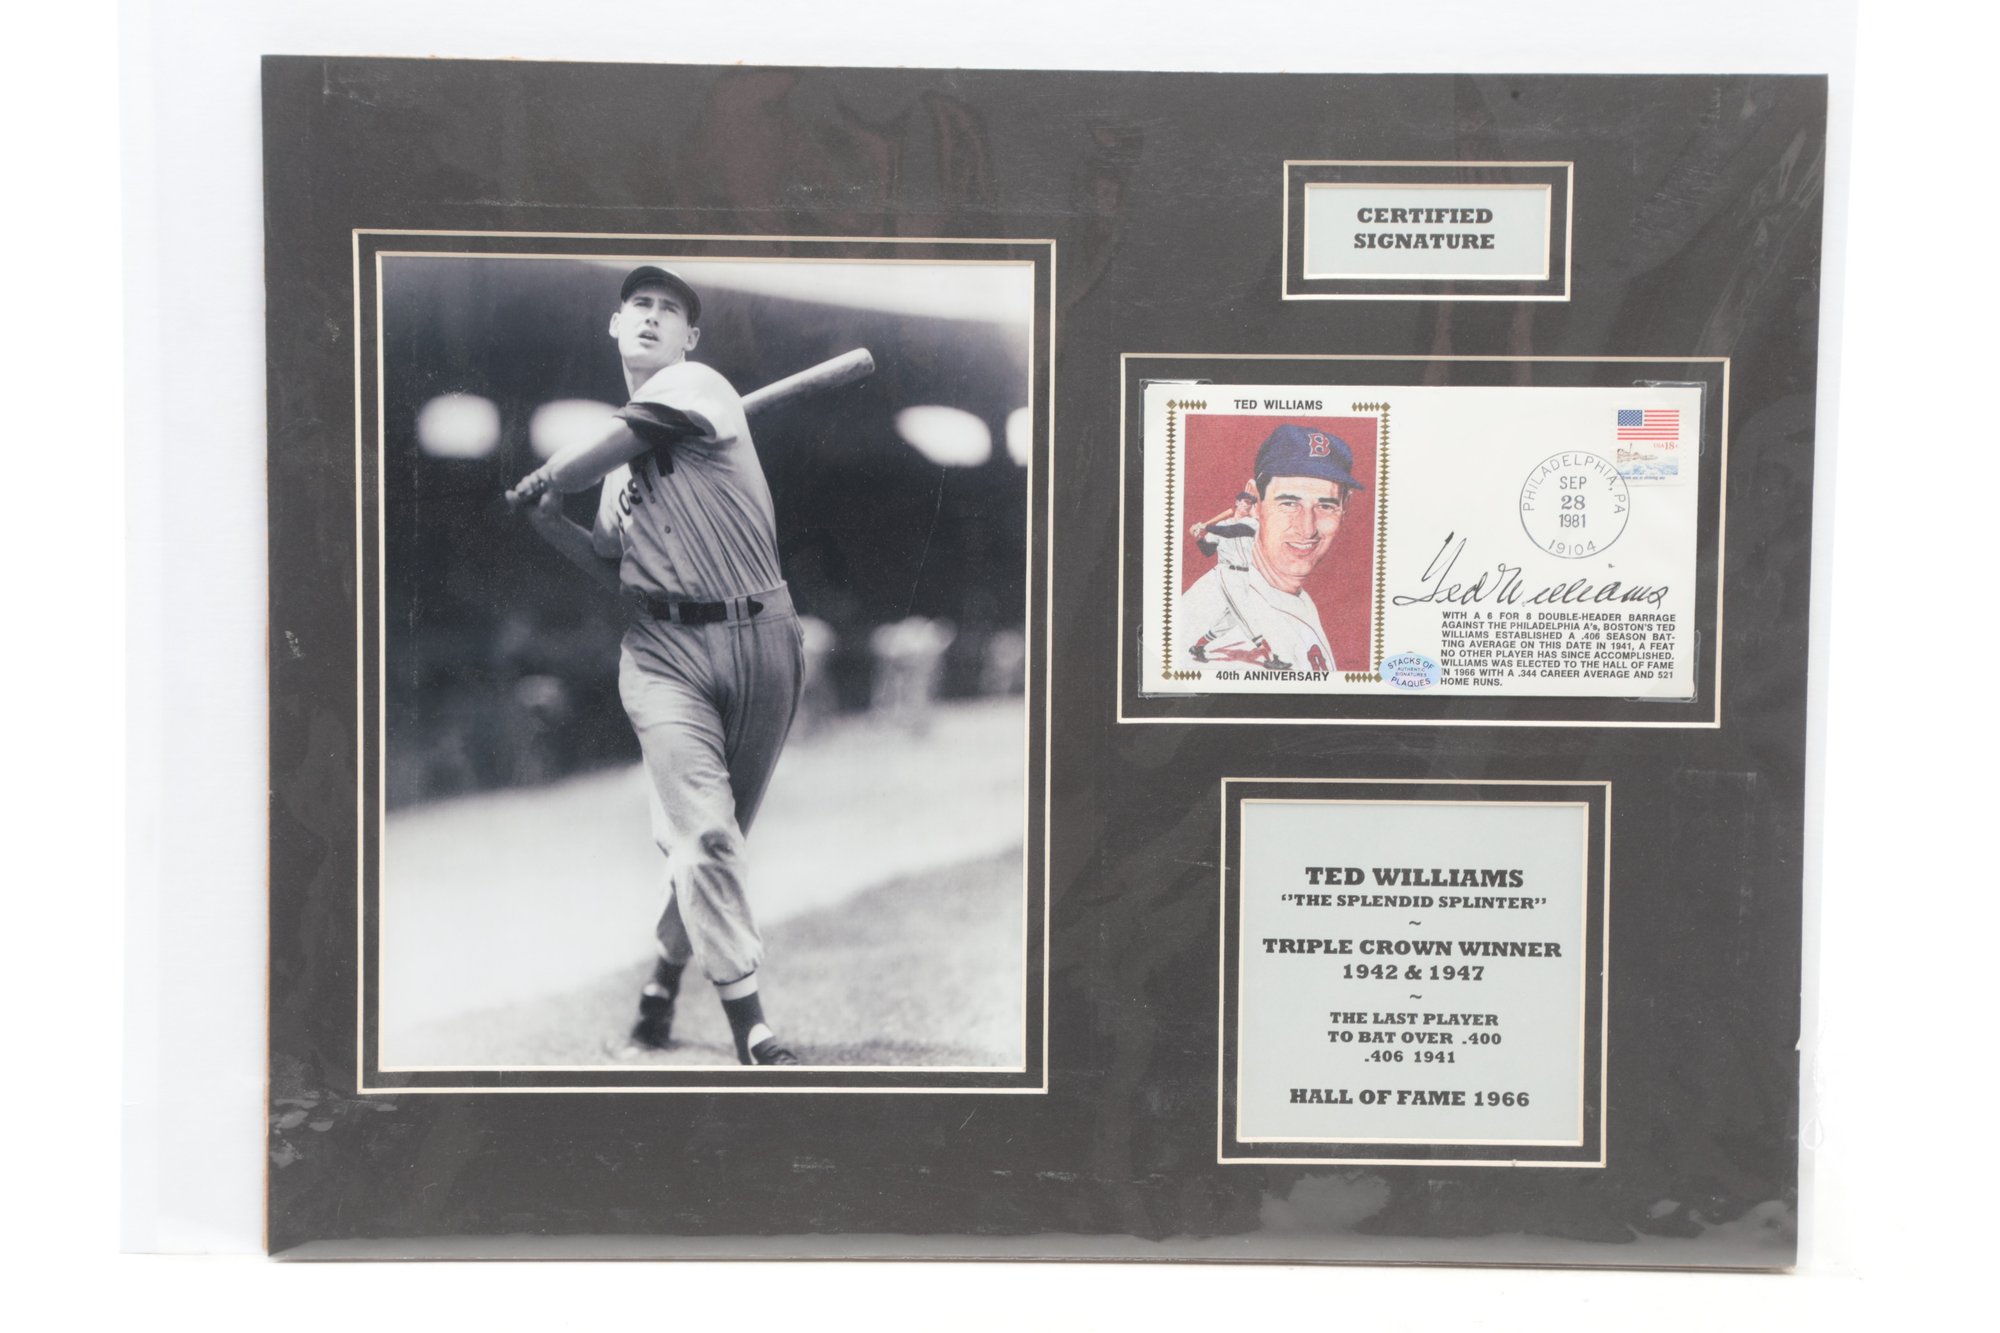 CERTIFIED
SIGNATURE
TED WILLIAMS
B
USA 18c
PHILADELPHIA, PA
SEP
28
1981
19104
Ted Williams
WITH A 6 FOR 8 DOUBLE-HEADER BARRAGE
AGAINST THE PHILADELPHIA A's, BOSTON'S TED
WILLIAMS ESTABLISHED A .406 SEASON BAT-
TING AVERAGE ON THIS DATE IN 1941, A FEAT
NO OTHER PLAYER HAS SINCE ACCOMPLISHED.
WILLIAMS WAS ELECTED TO THE HALL OF FAME
IN 1966 WITH A .344 CAREER AVERAGE AND 521
HOME RUNS.
STACKS OF
AUTHENTIC
SIGNATURES
PLAQUES
40th ANNIVERSARY
TED WILLIAMS
‘’THE SPLENDID SPLINTER’’
~
TRIPLE CROWN WINNER
1942 & 1947
~
THE LAST PLAYER
TO BAT OVER .400
.406 1941
HALL OF FAME 1966